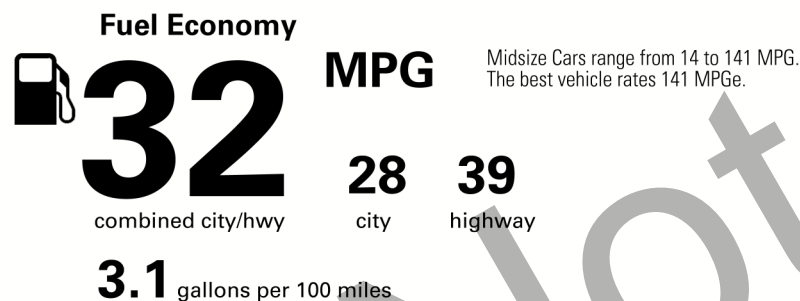 Fuel Economy
32
MPG
Midsize Cars range from 14 to 141 MPG.
The best vehicle rates 141 MPGe.
combined city/hwy
28
city
39
highway
3.1 gallons per 100 miles